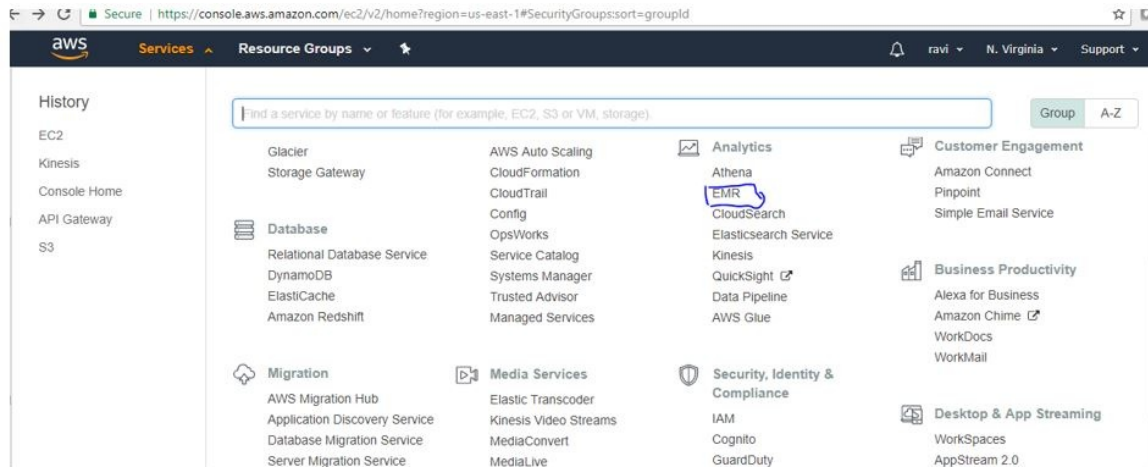 Secure | https://console.aws.amazon.com/ec2/v2/home?region=us-east-1#SecurityGroups:sort=groupId
aws Services Resource Groups ravi N. Virginia Support
History
EC2
Kinesis
Console Home
API Gateway
S3
Find a service by name or feature (for example, EC2, S3 or VM, storage).
Group A-Z
Glacier
Storage Gateway
Database
Relational Database Service
DynamoDB
ElastiCache
Amazon Redshift
Migration
AWS Migration Hub
Application Discovery Service
Database Migration Service
Server Migration Service
AWS Auto Scaling
CloudFormation
CloudTrail
Config
OpsWorks
Service Catalog
Systems Manager
Trusted Advisor
Managed Services
Media Services
Elastic Transcoder
Kinesis Video Streams
MediaConvert
MediaLive
Analytics
Athena
EMR
CloudSearch
Elasticsearch Service
Kinesis
QuickSight
Data Pipeline
AWS Glue
Security, Identity &
Compliance
IAM
Cognito
GuardDuty
Customer Engagement
Amazon Connect
Pinpoint
Simple Email Service
Business Productivity
Alexa for Business
Amazon Chime
WorkDocs
WorkMail
Desktop & App Streaming
WorkSpaces
AppStream 2.0